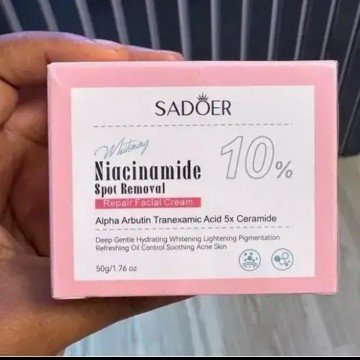 SADOER
Whitening
Niacinamide
Spot Removal
10%
Repair Facial Cream
Alpha Arbutin Tranexamic Acid 5x Ceramide
Deep Gentle Hydrating Whitening Lightening Pigmentation
Refreshing Oil Control Soothing Acne Skin
50g/1.76 oz